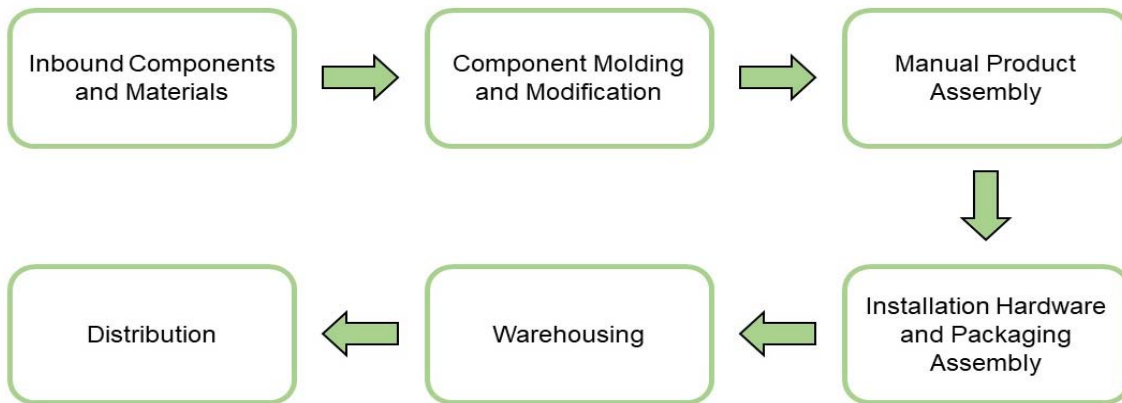 Inbound Components
and Materials
Component Molding
and Modification
Manual Product
Assembly
Installation Hardware
and Packaging
Assembly
Warehousing
Distribution